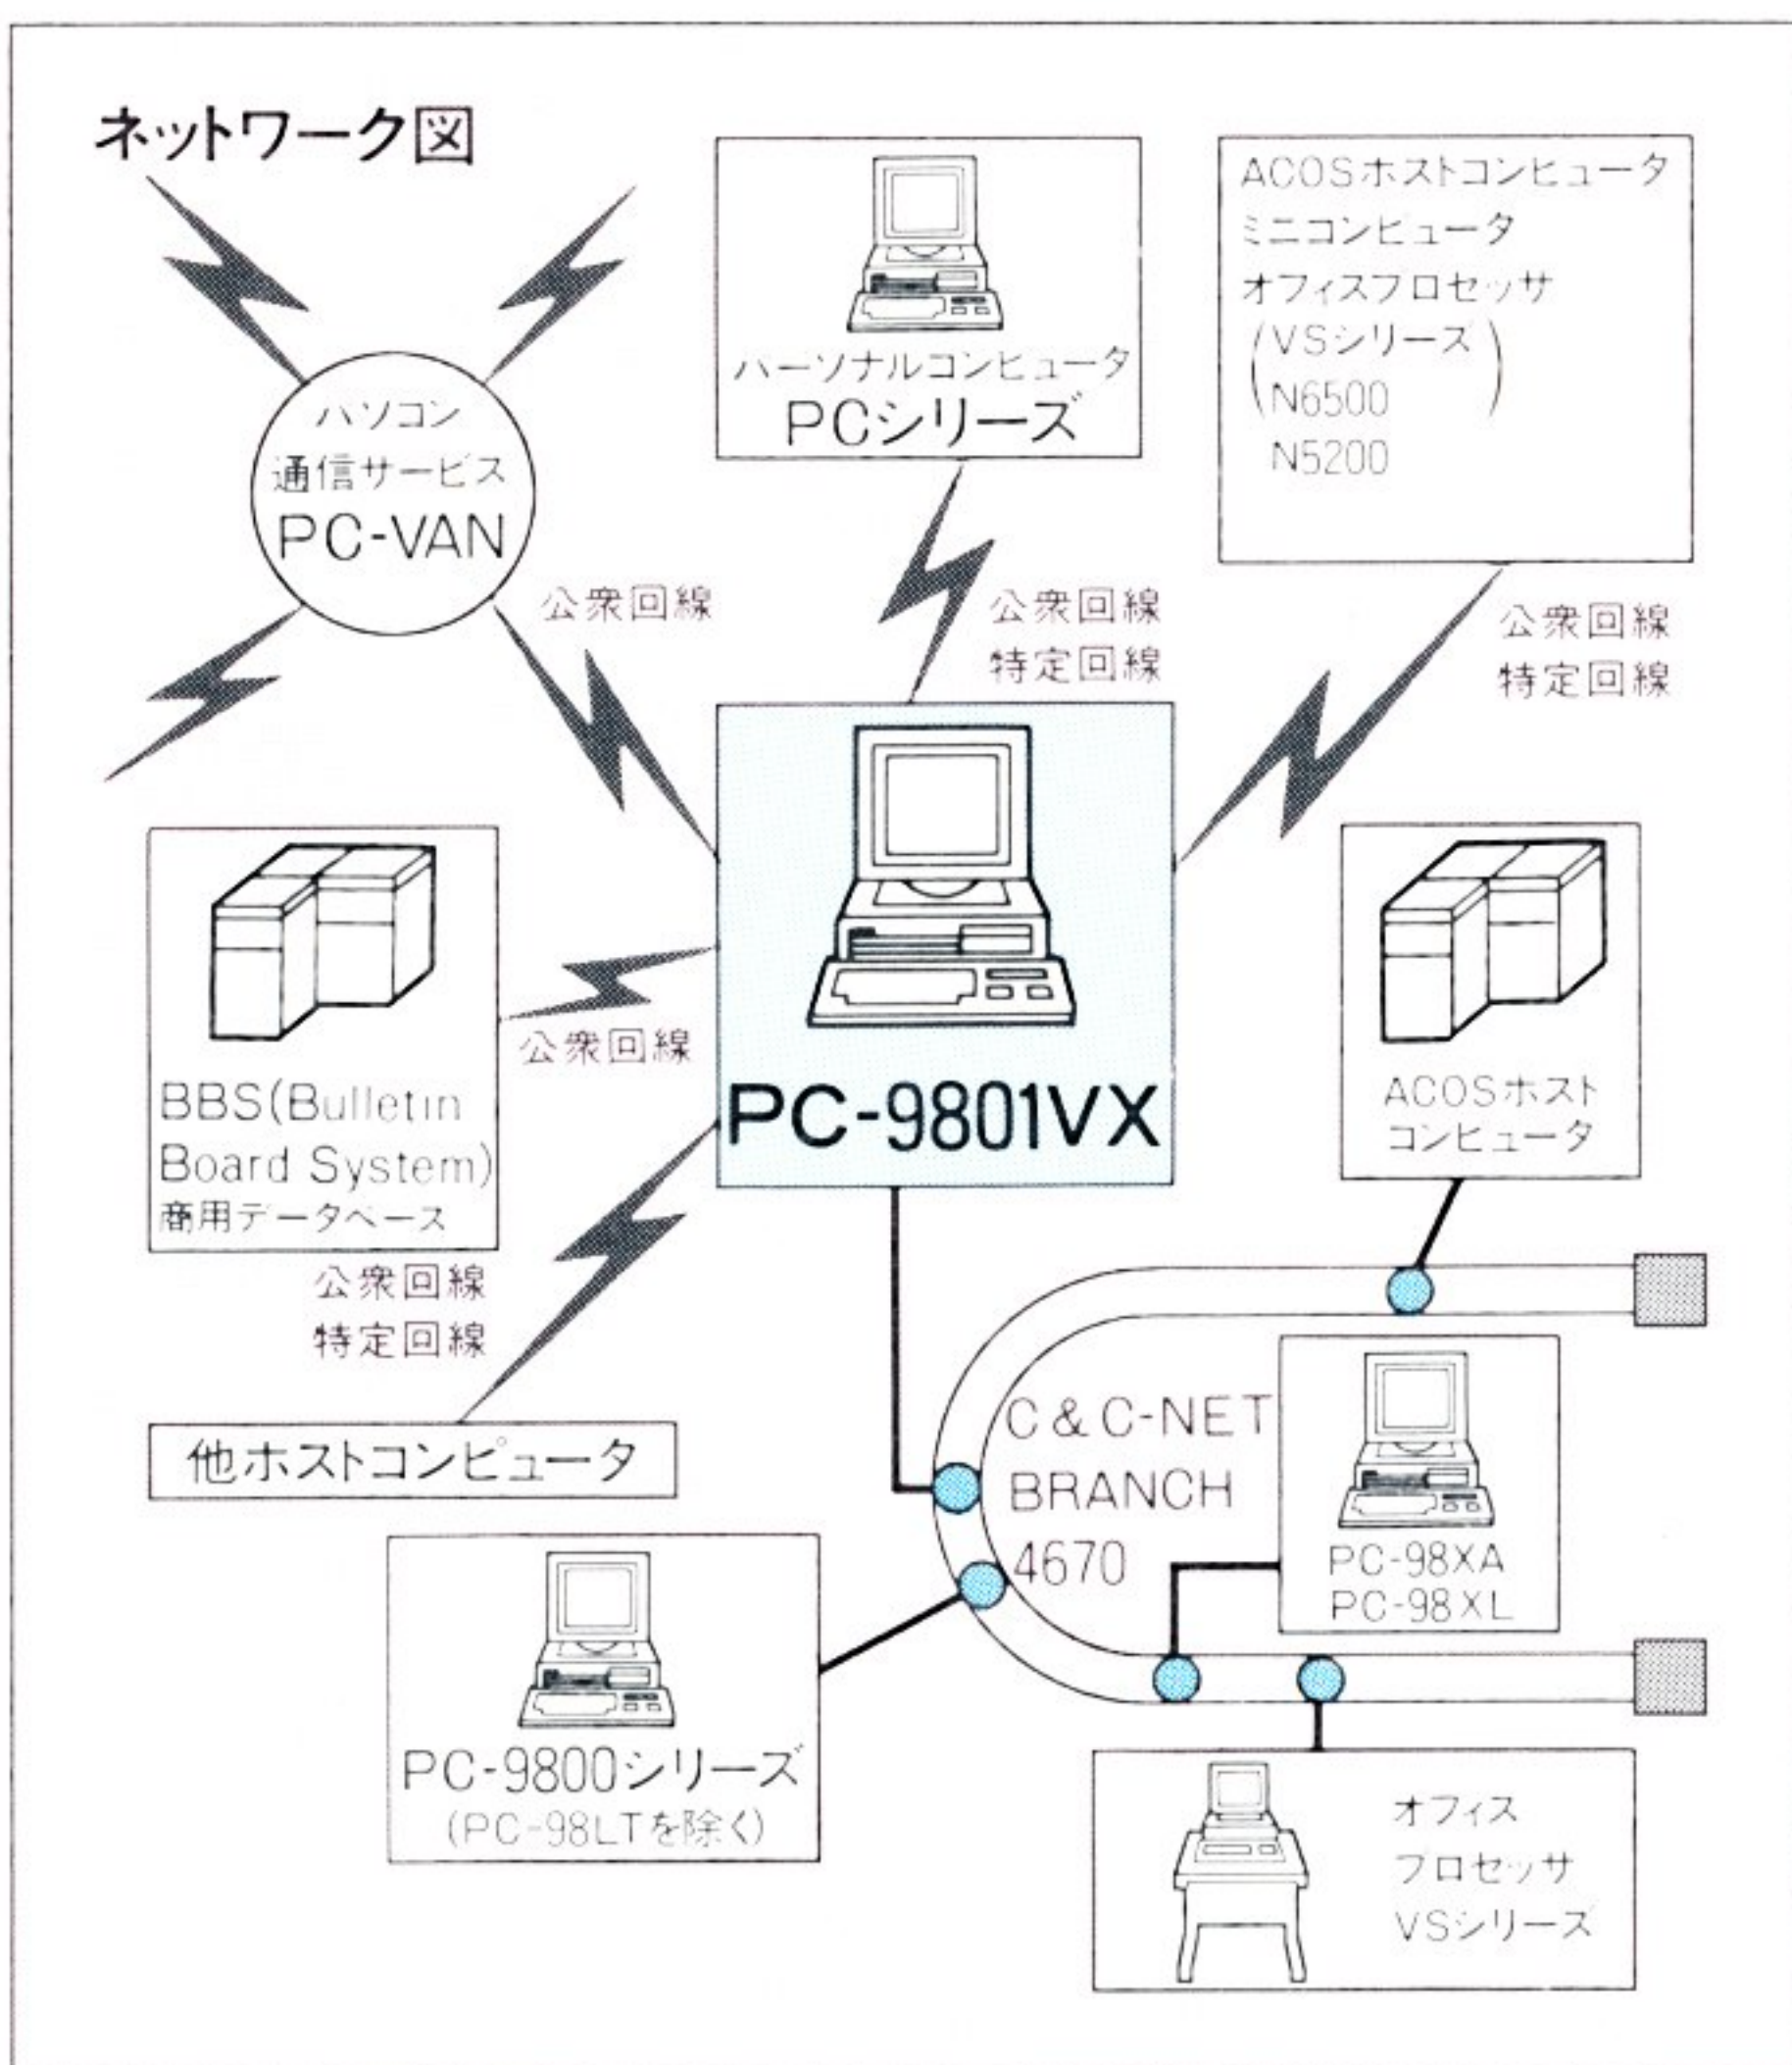 ネットワーク図
パソコン
通信サービス
PC-VAN
パーソナルコンピュータ
PCシリーズ
ACOSホストコンピュータ
ミニコンピュータ
オフィスプロセッサ
(VSシリーズ)
N6500
N5200
公衆回線
公衆回線
特定回線
公衆回線
特定回線
PC-9801VX
公衆回線
BBS(Bulletin
Board System)
商用データベース
公衆回線
特定回線
他ホストコンピュータ
ACOSホスト
コンピュータ
C&C-NET
BRANCH
4670
PC-98XA
PC-98XL
PC-9800シリーズ
(PC-98LTを除く)
オフィス
プロセッサ
VSシリーズ